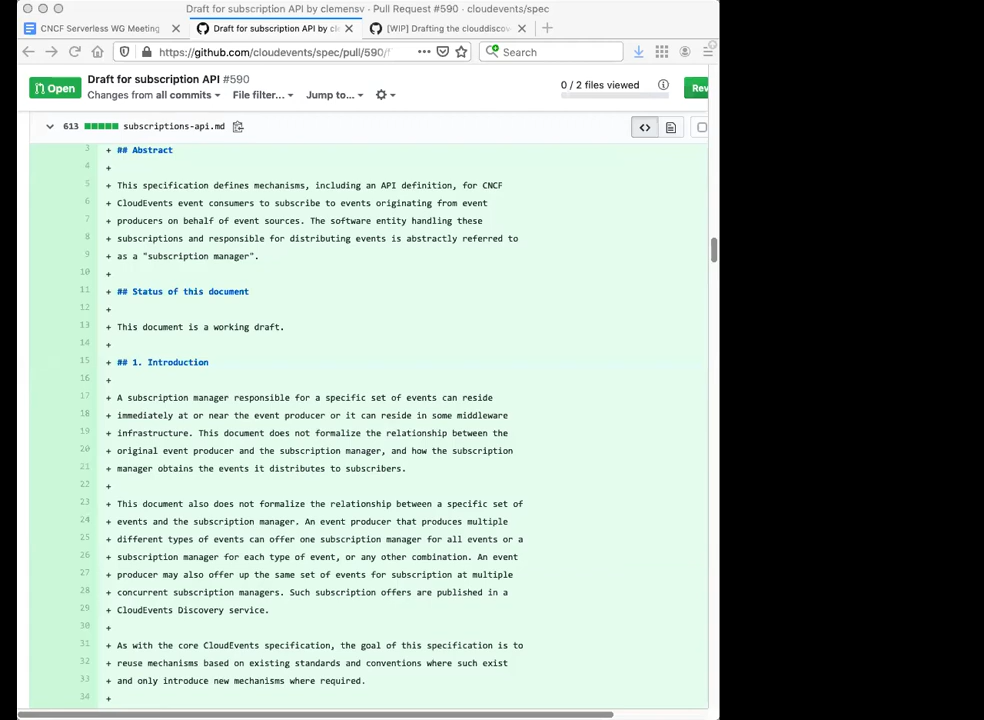 Draft for subscription API by clemensv · Pull Request #590 · cloudevents/spec
CNCF Serverless WG Meeting
Draft for subscription API by cle
[WIP] Drafting the clouddiscov
https://github.com/cloudevents/spec/pull/590/f
Search
Open
Draft for subscription API #590
Changes from all commits
File filter...
Jump to...
0 / 2 files viewed
Rev
613
subscriptions-api.md
3 + ## Abstract
4 +
5 + This specification defines mechanisms, including an API definition, for CNCF
6 + CloudEvents event consumers to subscribe to events originating from event
7 + producers on behalf of event sources. The software entity handling these
8 + subscriptions and responsible for distributing events is abstractly referred to
9 + as a "subscription manager".
10 +
11 + ## Status of this document
12 +
13 + This document is a working draft.
14 +
15 + ## 1. Introduction
16 +
17 + A subscription manager responsible for a specific set of events can reside
18 + immediately at or near the event producer or it can reside in some middleware
19 + infrastructure. This document does not formalize the relationship between the
20 + original event producer and the subscription manager, and how the subscription
21 + manager obtains the events it distributes to subscribers.
22 +
23 + This document also does not formalize the relationship between a specific set of
24 + events and the subscription manager. An event producer that produces multiple
25 + different types of events can offer one subscription manager for all events or a
26 + subscription manager for each type of event, or any other combination. An event
27 + producer may also offer up the same set of events for subscription at multiple
28 + concurrent subscription managers. Such subscription offers are published in a
29 + CloudEvents Discovery service.
30 +
31 + As with the core CloudEvents specification, the goal of this specification is to
32 + reuse mechanisms based on existing standards and conventions where such exist
33 + and only introduce new mechanisms where required.
34 +